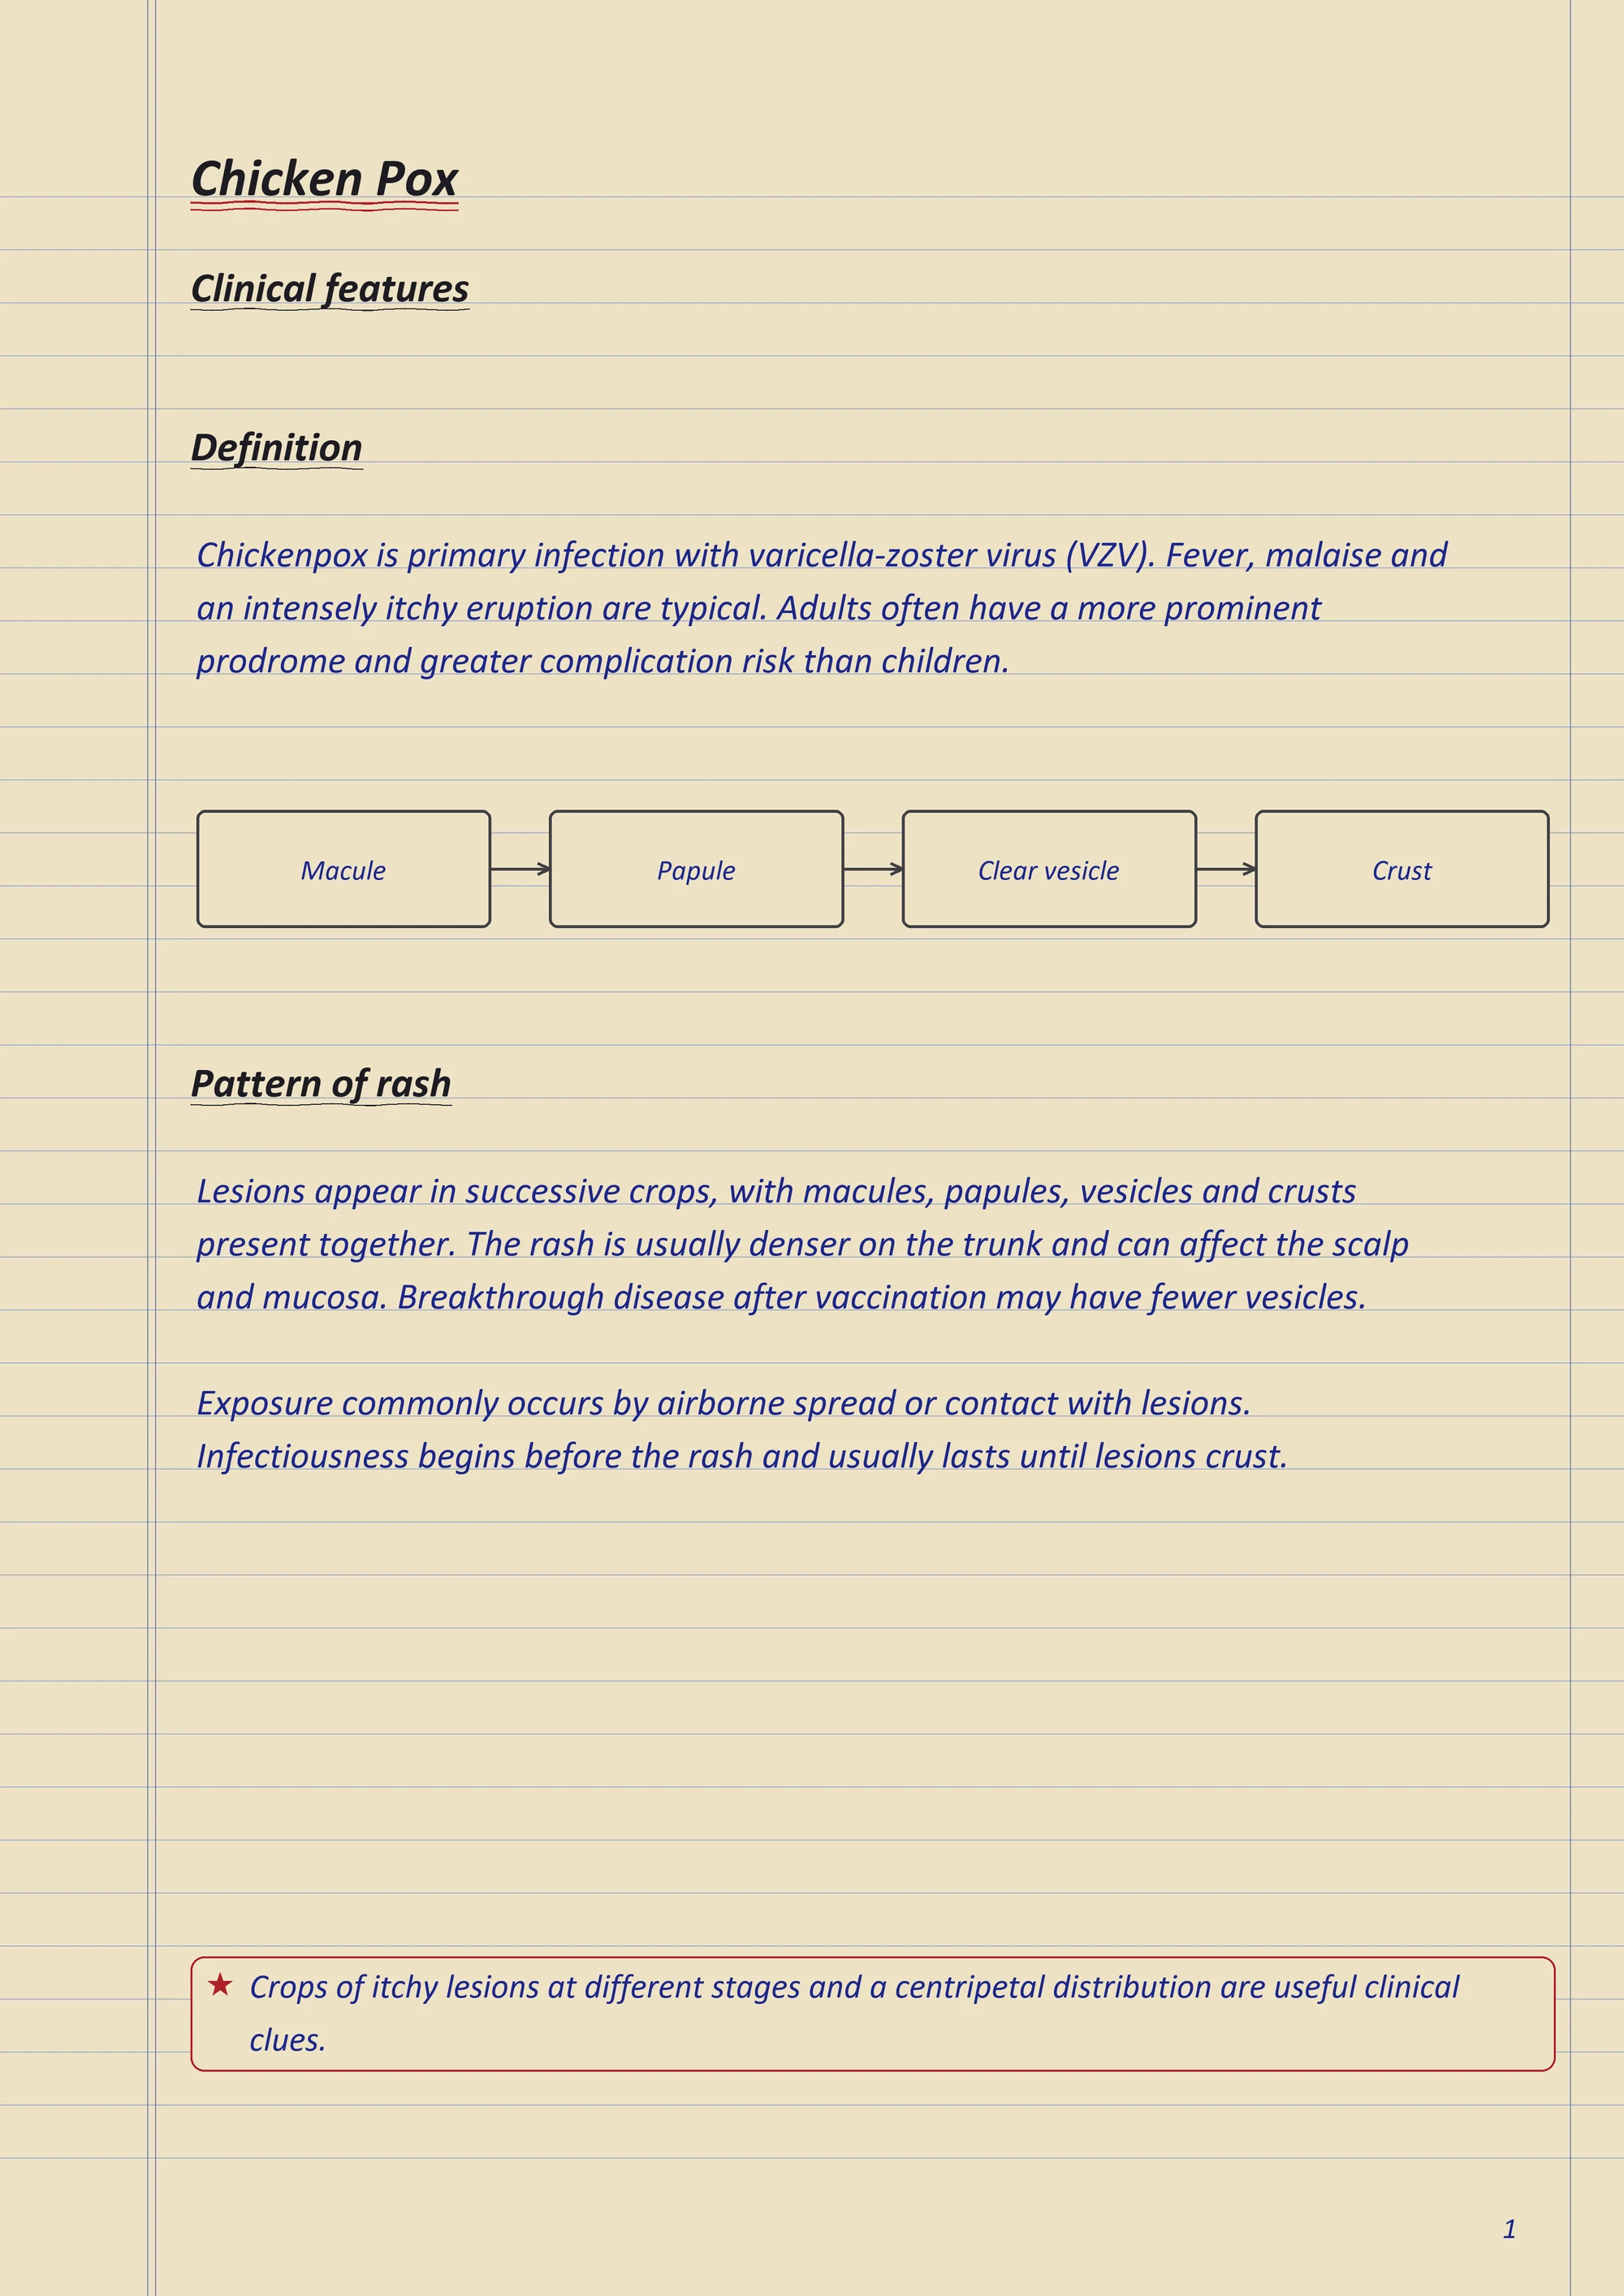 Chicken Pox
Clinical features
Definition
Chickenpox is primary infection with varicella-zoster virus (VZV). Fever, malaise and
an intensely itchy eruption are typical. Adults often have a more prominent
prodrome and greater complication risk than children.
Macule
Papule
Clear vesicle
Crust
Pattern of rash
Lesions appear in successive crops, with macules, papules, vesicles and crusts
present together. The rash is usually denser on the trunk and can affect the scalp
and mucosa. Breakthrough disease after vaccination may have fewer vesicles.
Exposure commonly occurs by airborne spread or contact with lesions.
Infectiousness begins before the rash and usually lasts until lesions crust.
★ Crops of itchy lesions at different stages and a centripetal distribution are useful clinical
clues.
1